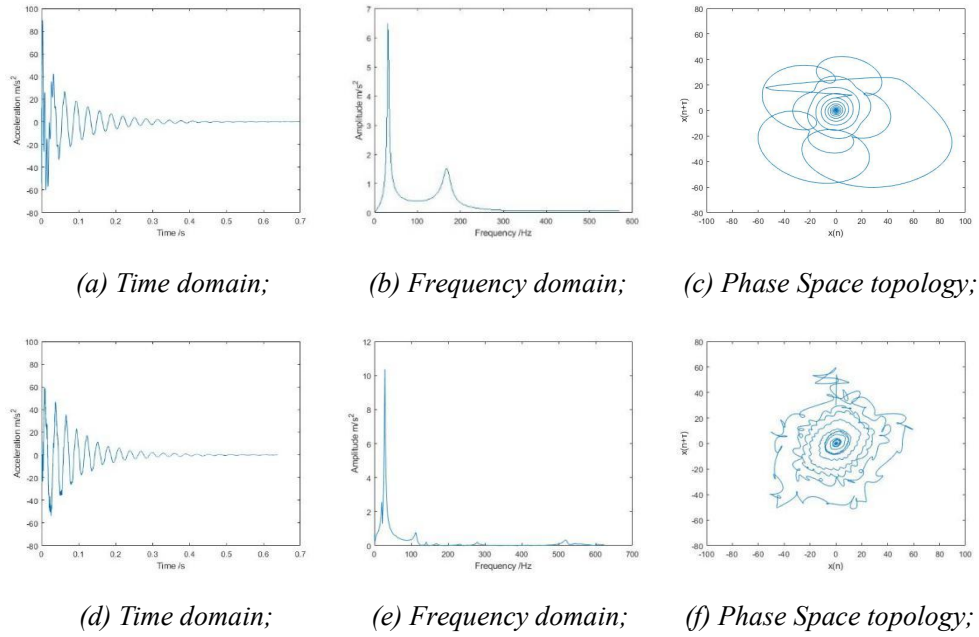 100
80
60
40
20
0
-20
-40
-60
-80
Acceleration m/s²
0 0.1 0.2 0.3 0.4 0.5 0.6 0.7
Time /s
7
6
5
4
3
2
1
0
Amplitude m/s²
0 100 200 300 400 500 600
Frequency /Hz
80
60
40
20
0
-20
-40
-60
-80
x(n+τ)
-100 -80 -60 -40 -20 0 20 40 60 80 100
x(n)
(a) Time domain;
(b) Frequency domain;
(c) Phase Space topology;
100
80
60
40
20
0
-20
-40
-60
-80
Acceleration m/s²
0 0.1 0.2 0.3 0.4 0.5 0.6 0.7
Time /s
12
10
8
6
4
2
0
Amplitude m/s²
0 100 200 300 400 500 600 700
Frequency /Hz
80
60
40
20
0
-20
-40
-60
-80
x(n+τ)
-100 -80 -60 -40 -20 0 20 40 60 80 100
x(n)
(d) Time domain;
(e) Frequency domain;
(f) Phase Space topology;